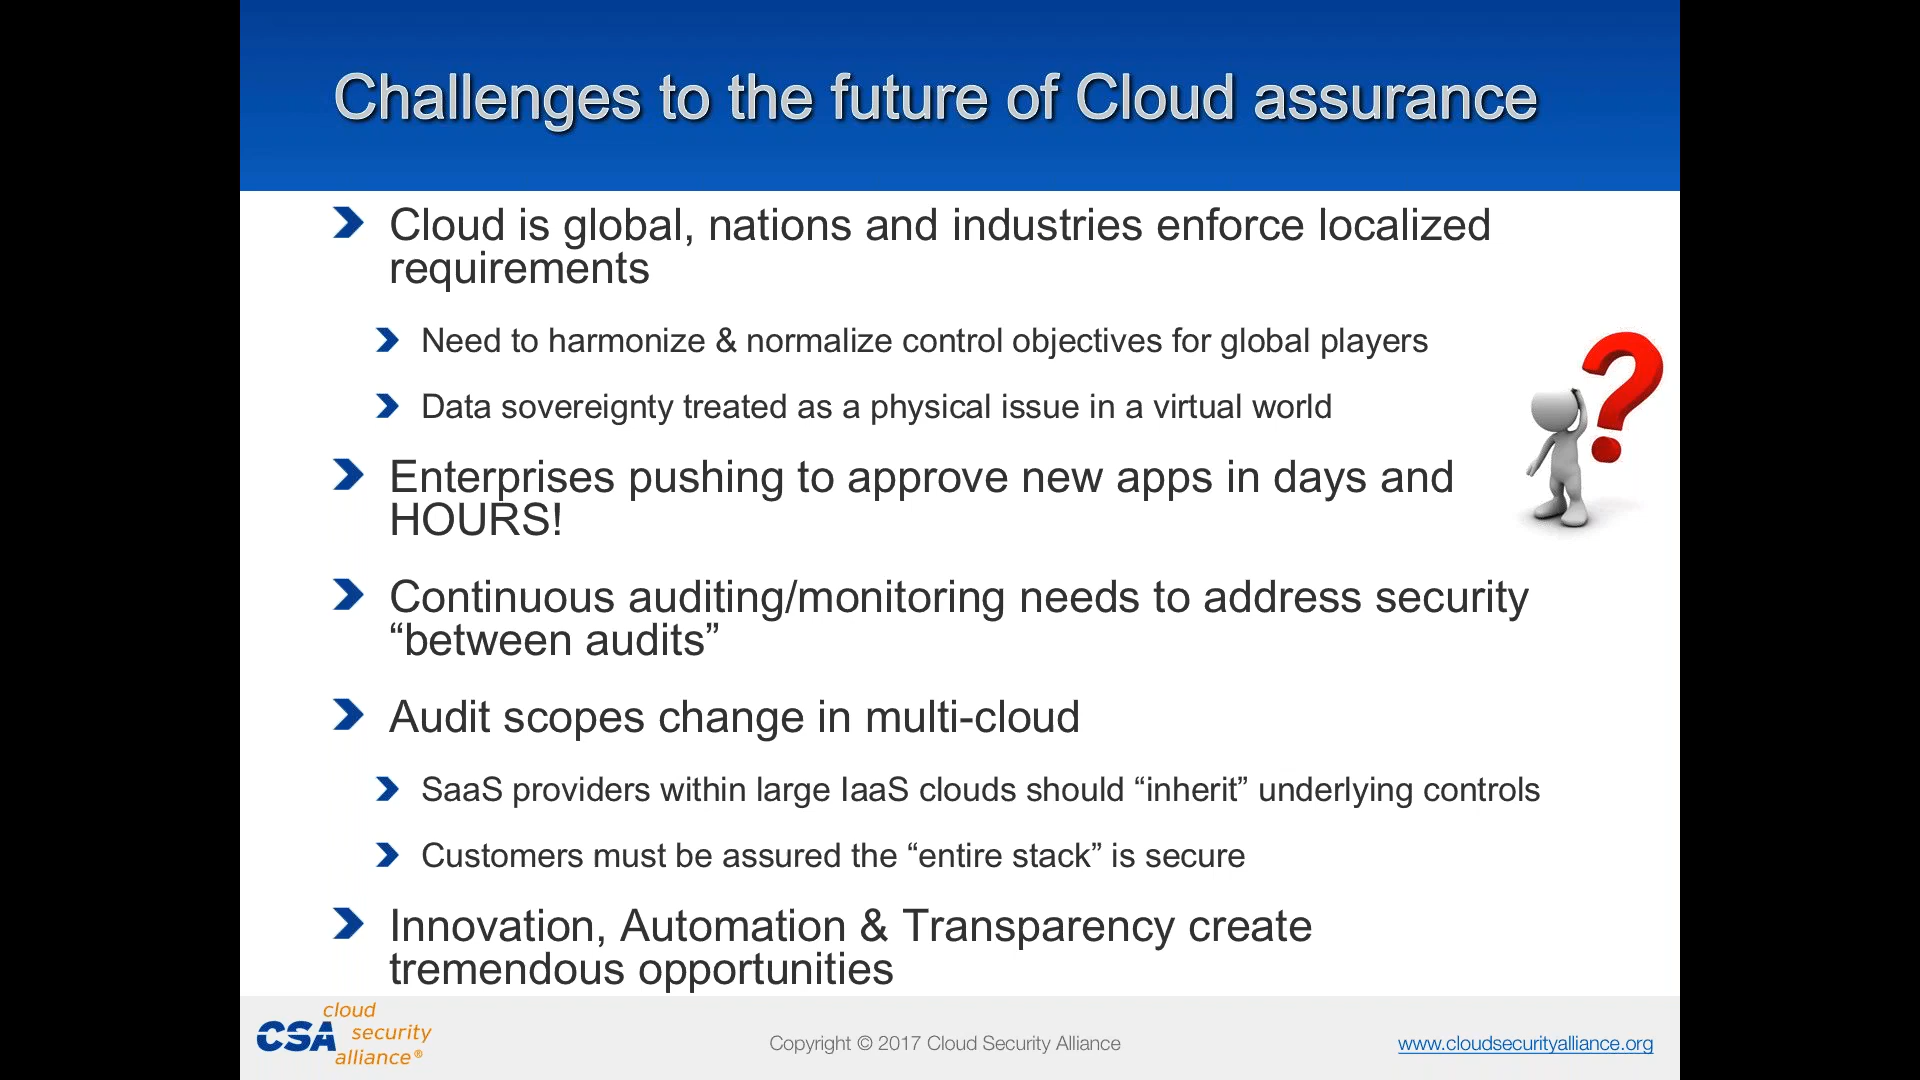 Challenges to the future of Cloud assurance
Cloud is global, nations and industries enforce localized
requirements
Need to harmonize & normalize control objectives for global players
Data sovereignty treated as a physical issue in a virtual world
Enterprises pushing to approve new apps in days and
HOURS!
Continuous auditing/monitoring needs to address security
“between audits”
Audit scopes change in multi-cloud
SaaS providers within large IaaS clouds should “inherit” underlying controls
Customers must be assured the “entire stack” is secure
Innovation, Automation & Transparency create
tremendous opportunities
?
CSA cloud
security
alliance®
Copyright © 2017 Cloud Security Alliance
www.cloudsecurityalliance.org